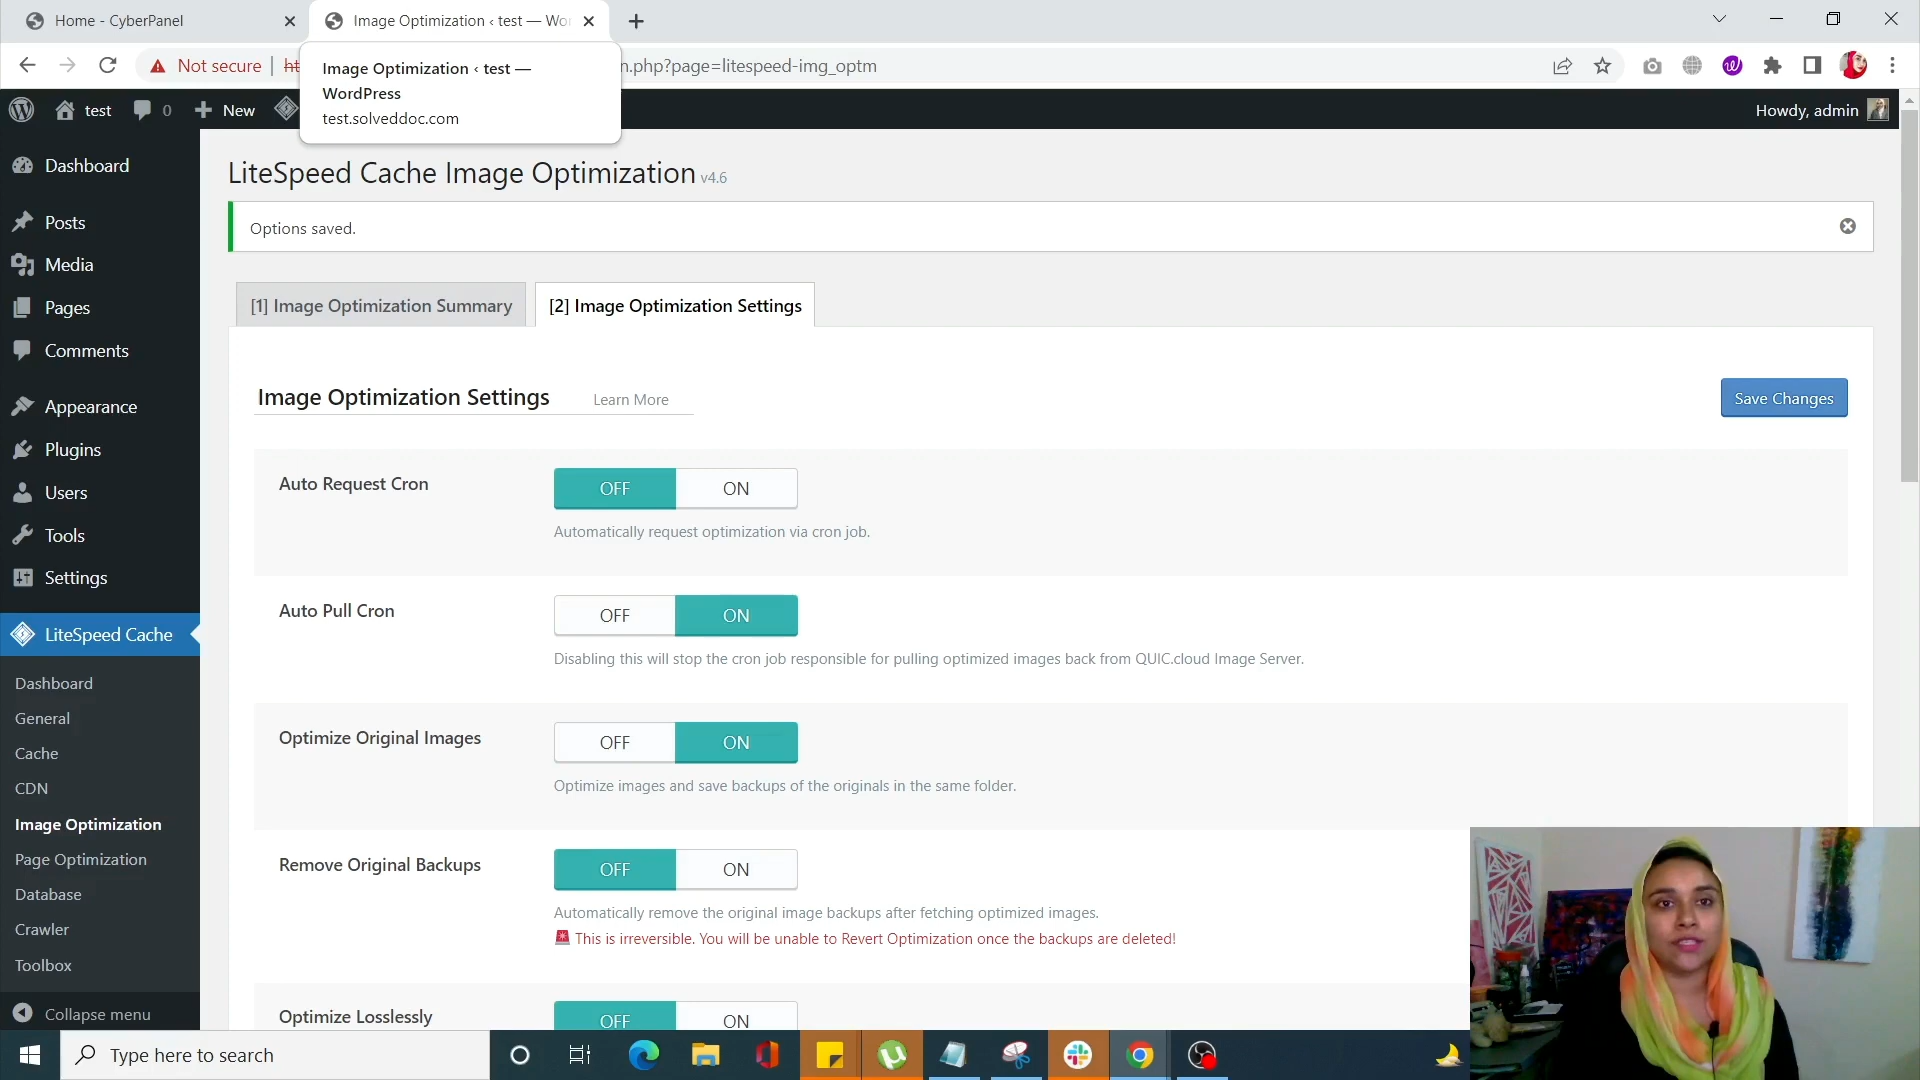 Home - CyberPanel
Image Optimization ‹ test — Wo
Not secure
n.php?page=litespeed-img_optm
Image Optimization ‹ test —
WordPress
test.solveddoc.com
test
0
New
Howdy, admin
Dashboard
Posts
Media
Pages
Comments
Appearance
Plugins
Users
Tools
Settings
LiteSpeed Cache
Dashboard
General
Cache
CDN
Image Optimization
Page Optimization
Database
Crawler
Toolbox
Collapse menu
LiteSpeed Cache Image Optimization v4.6
Options saved.
[1] Image Optimization Summary
[2] Image Optimization Settings
Image Optimization Settings
Learn More
Save Changes
Auto Request Cron
OFF ON
Automatically request optimization via cron job.
Auto Pull Cron
OFF ON
Disabling this will stop the cron job responsible for pulling optimized images back from QUIC.cloud Image Server.
Optimize Original Images
OFF ON
Optimize images and save backups of the originals in the same folder.
Remove Original Backups
OFF ON
Automatically remove the original image backups after fetching optimized images.
This is irreversible. You will be unable to Revert Optimization once the backups are deleted!
Optimize Losslessly
OFF ON
Type here to search